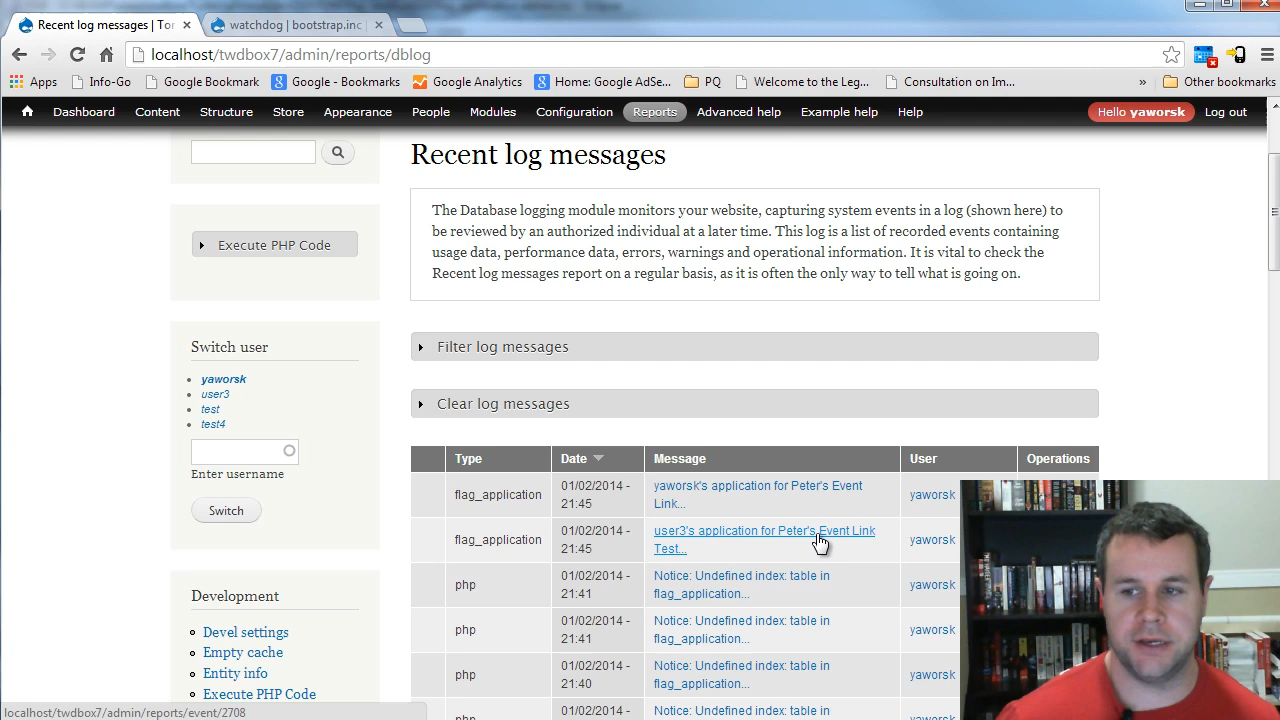 Recent log messages | Tor
watchdog | bootstrap.inc
localhost/twdbox7/admin/reports/dblog
Apps
Info-Go
Google Bookmark
Google - Bookmarks
Google Analytics
Home: Google AdSe...
PQ
Welcome to the Leg...
Consultation on Im...
»
Other bookmarks
Dashboard
Content
Structure
Store
Appearance
People
Modules
Configuration
Reports
Advanced help
Example help
Help
Hello yaworsk
Log out
Execute PHP Code
Switch user
yaworsk
user3
test
test4
Enter username
Switch
Development
Devel settings
Empty cache
Entity info
Execute PHP Code
localhost/twdbox7/admin/reports/event/2708
Recent log messages
The Database logging module monitors your website, capturing system events in a log (shown here) to
be reviewed by an authorized individual at a later time. This log is a list of recorded events containing
usage data, performance data, errors, warnings and operational information. It is vital to check the
Recent log messages report on a regular basis, as it is often the only way to tell what is going on.
Filter log messages
Clear log messages
Type Date Message User Operations
flag_application 01/02/2014 - 21:45 yaworsk's application for Peter's Event Link... yaworsk
flag_application 01/02/2014 - 21:45 user3's application for Peter's Event Link Test... yaworsk
php 01/02/2014 - 21:41 Notice: Undefined index: table in flag_application... yaworsk
php 01/02/2014 - 21:41 Notice: Undefined index: table in flag_application... yaworsk
php 01/02/2014 - 21:40 Notice: Undefined index: table in flag_application... yaworsk
01/02/2014 - Notice: Undefined index: table in